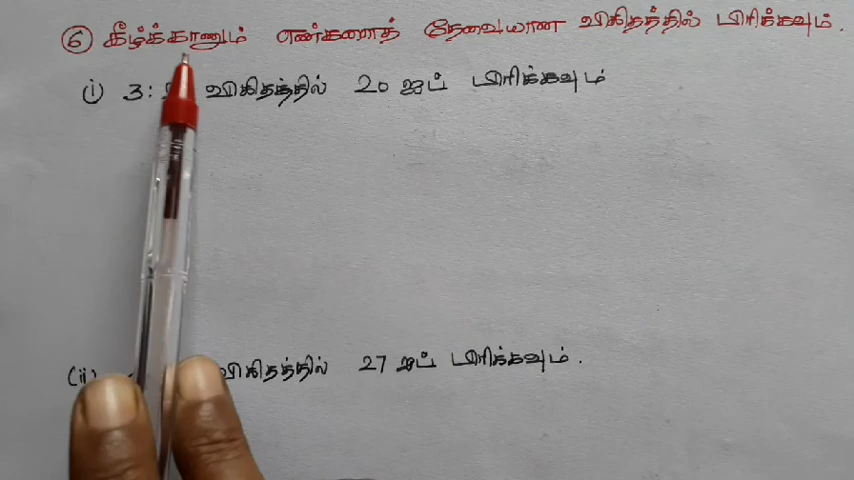 ⑥ கீழ்க்காணும் எண்களைத் தேவையான விகிதத்தில் பிரிக்கவும்.
i) 3: விகிதத்தில் 20 ஐப் பிரிக்கவும்
(ii) விகிதத்தில் 27 ஐப் பிரிக்கவும்.